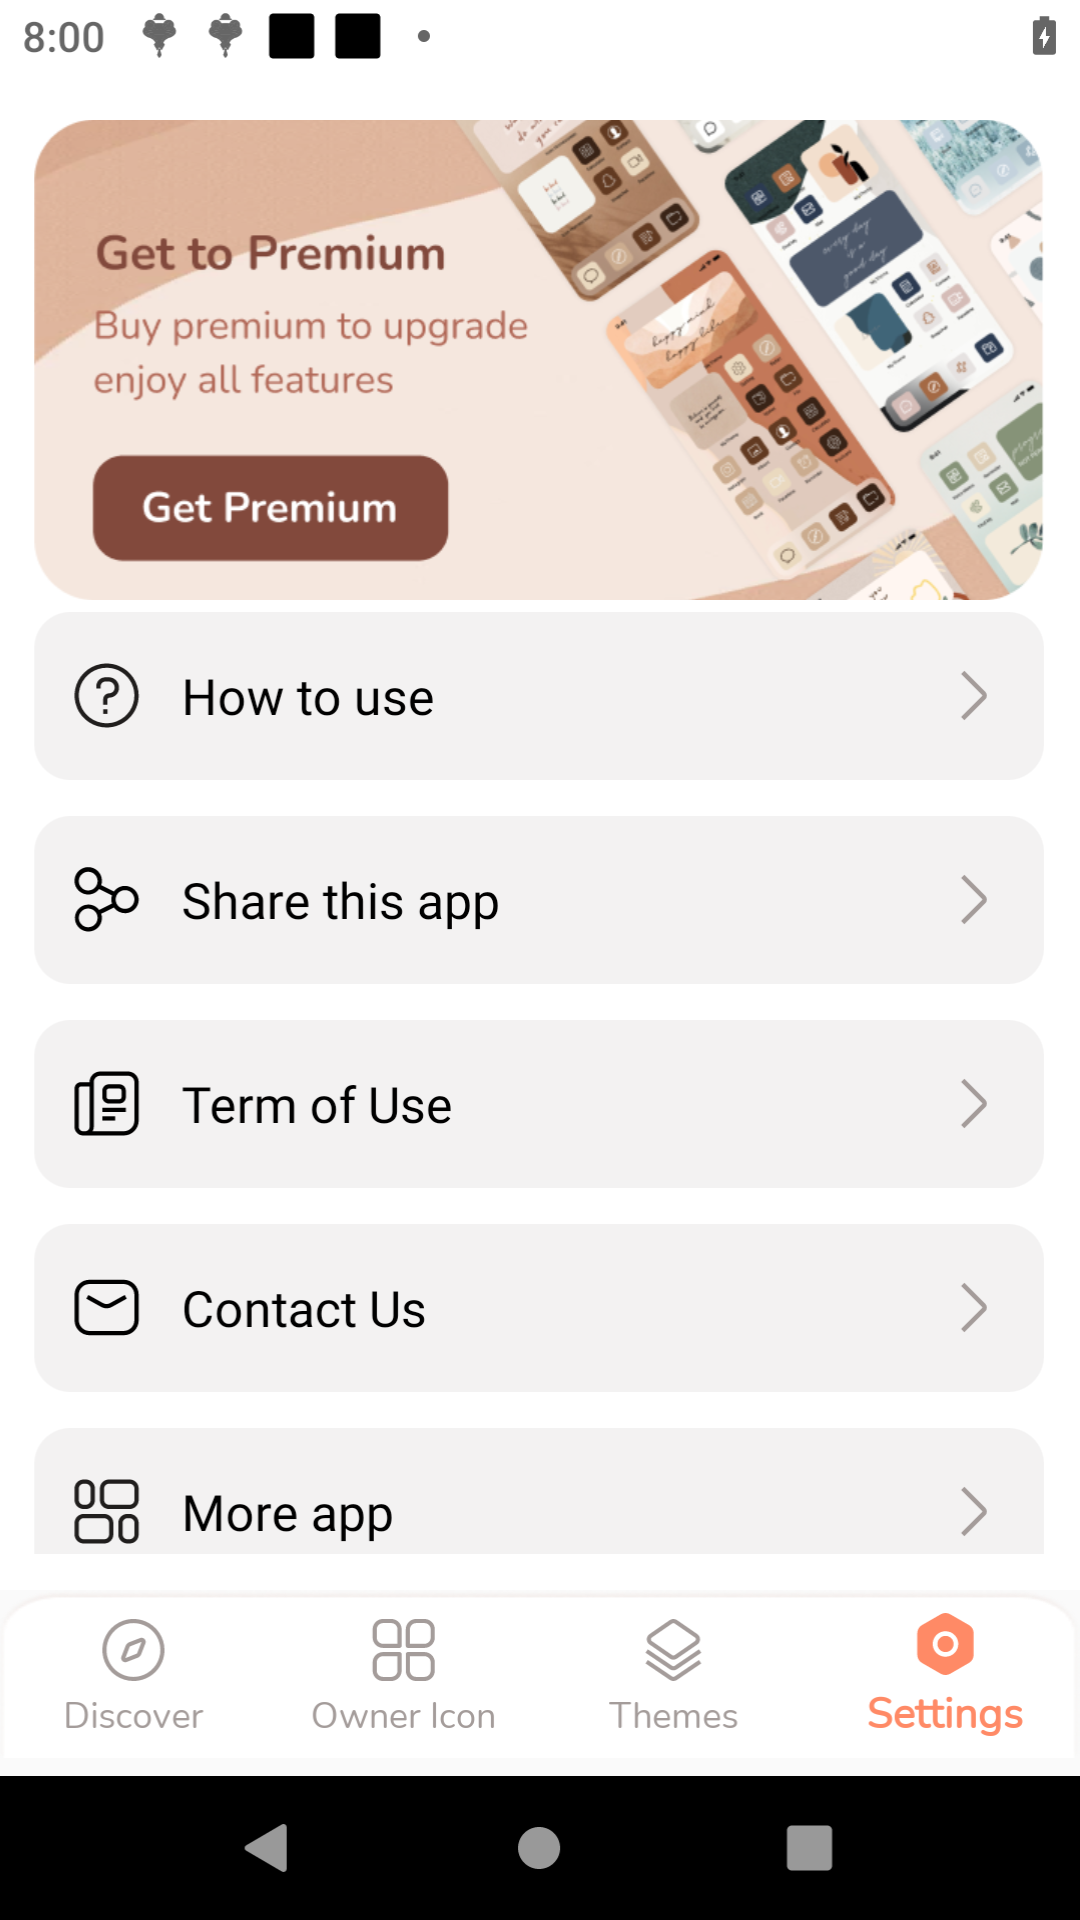 8:00
Get to Premium
Buy premium to upgrade
enjoy all features
Get Premium
How to use
Share this app
Term of Use
Contact Us
More app
Discover
Owner Icon
Themes
Settings